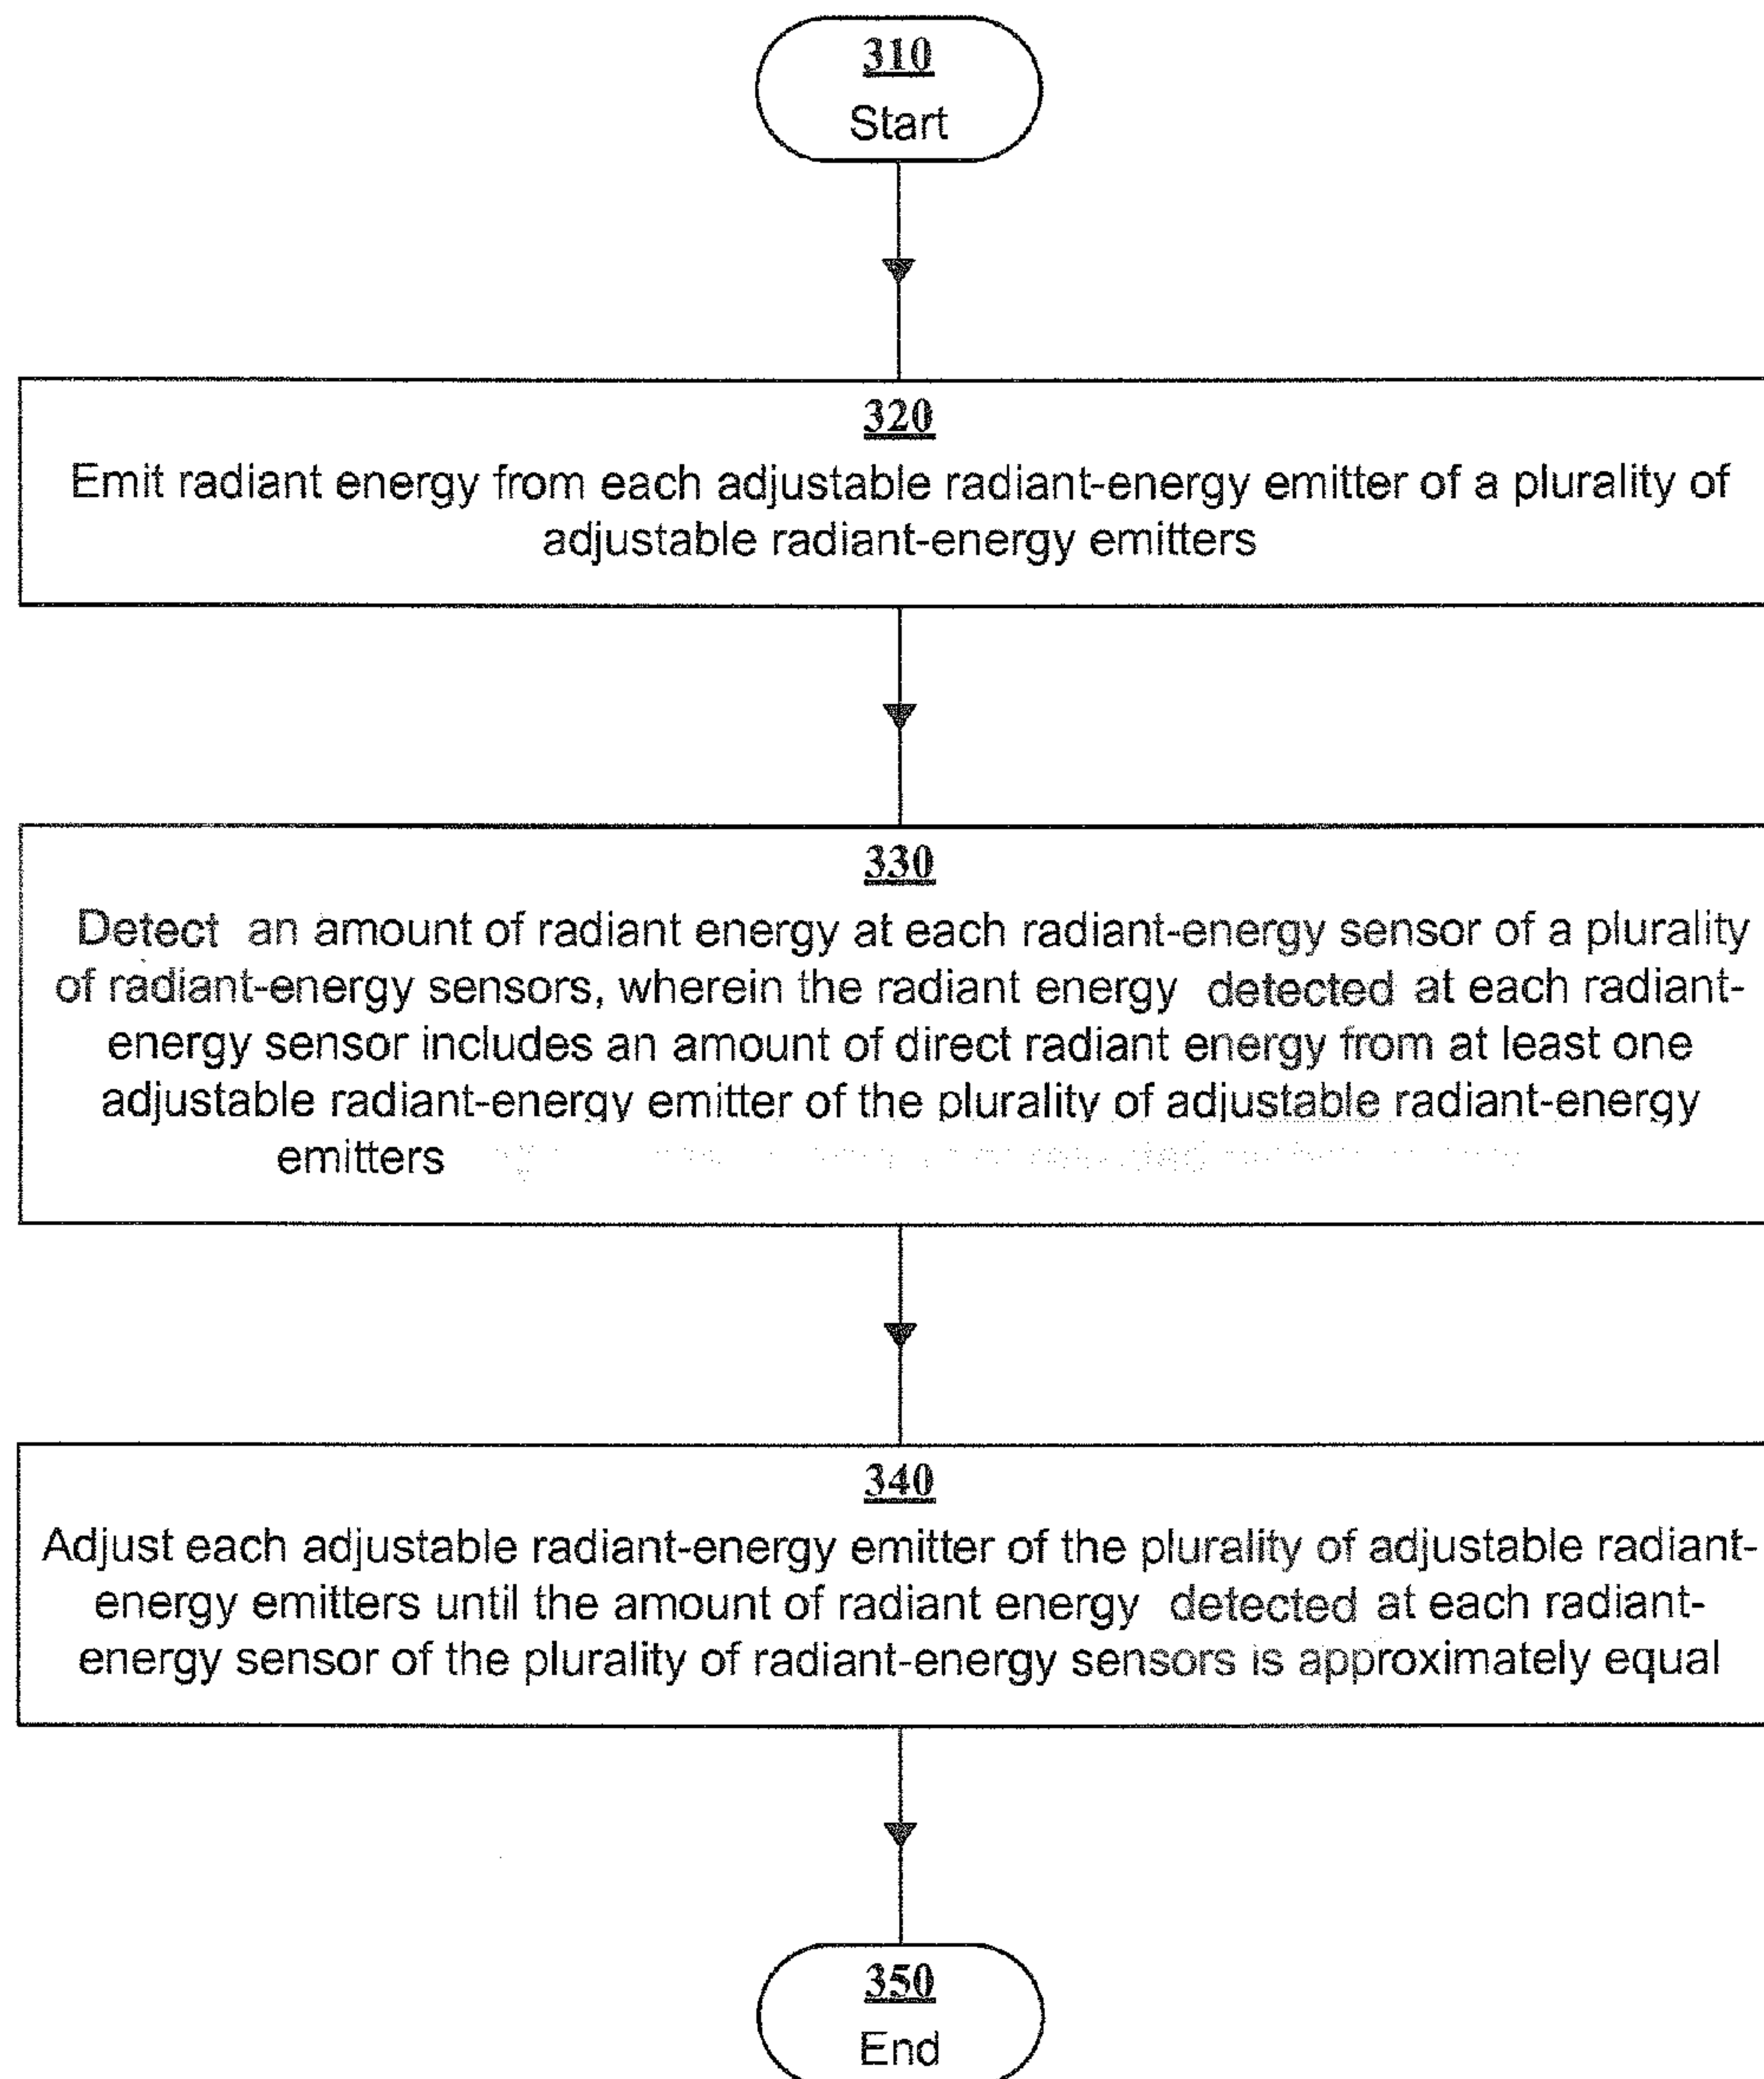 310
Start
320
Emit radiant energy from each adjustable radiant-energy emitter of a plurality of
adjustable radiant-energy emitters
330
Detect an amount of radiant energy at each radiant-energy sensor of a plurality
of radiant-energy sensors, wherein the radiant energy detected at each radiant-
energy sensor includes an amount of direct radiant energy from at least one
adjustable radiant-energy emitter of the plurality of adjustable radiant-energy
emitters
340
Adjust each adjustable radiant-energy emitter of the plurality of adjustable radiant-
energy emitters until the amount of radiant energy detected at each radiant-
energy sensor of the plurality of radiant-energy sensors is approximately equal
350
End